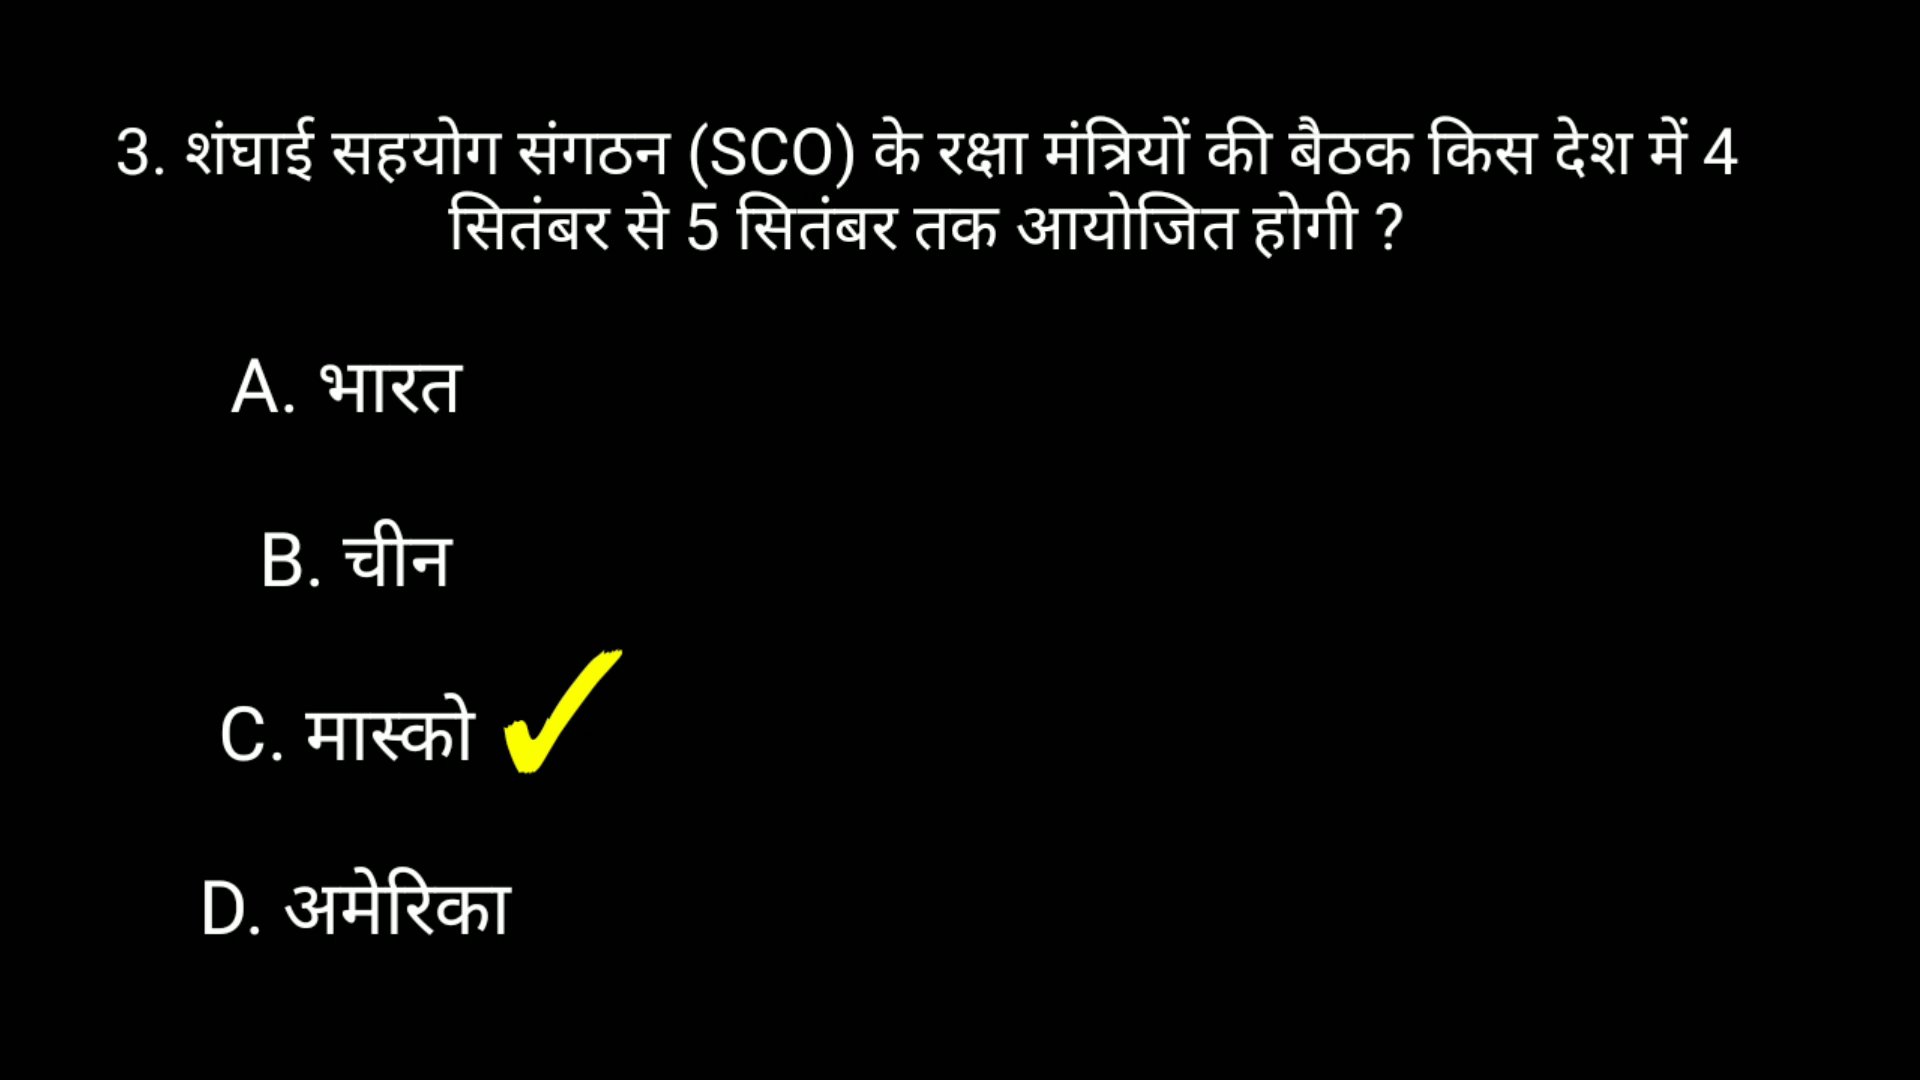 3. शंघाई सहयोग संगठन (SCO) के रक्षा मंत्रियों की बैठक किस देश में 4
सितंबर से 5 सितंबर तक आयोजित होगी ?
A. भारत
B. चीन
C. मास्को
D. अमेरिका